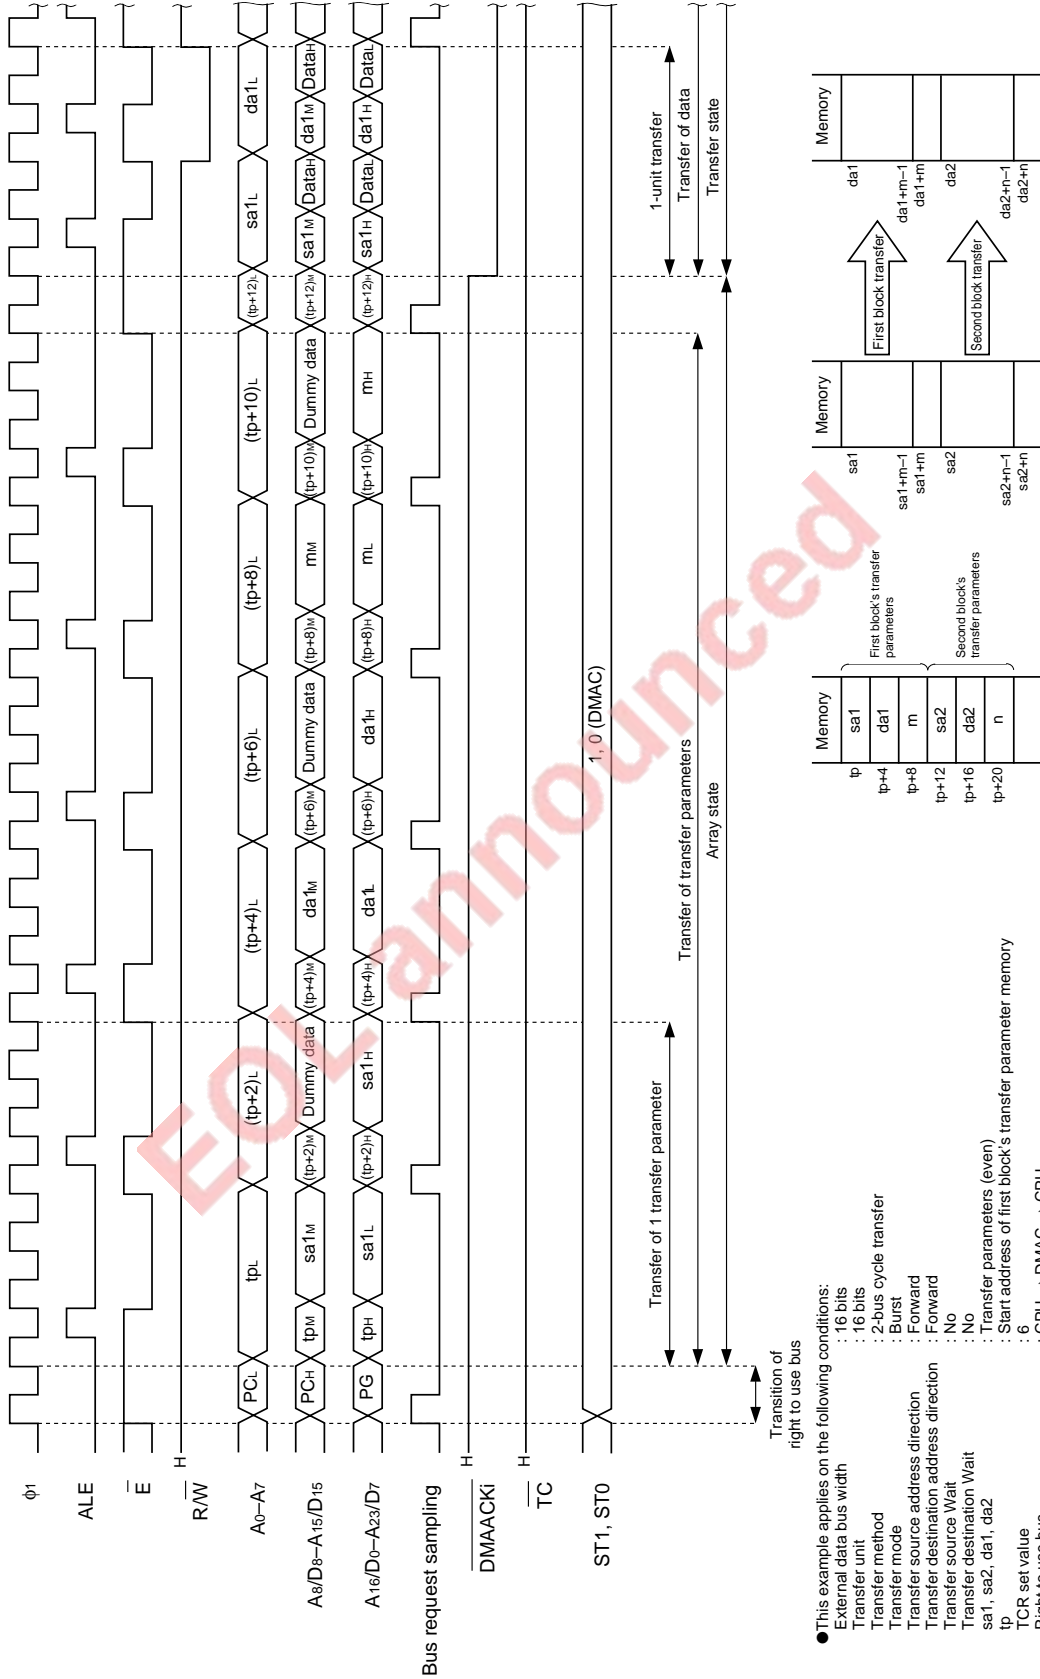 φ1
ALE
E
R/W
H
A0–A7
PCL
tpL
(tp+2)L
(tp+4)L
(tp+6)L
(tp+8)L
(tp+10)L
(tp+12)L
sa1L
da1L
A8/D8–A15/D15
PCH
tpM
sa1M
(tp+2)M
Dummy data
(tp+4)M
da1M
(tp+6)M
Dummy data
(tp+8)M
mM
(tp+10)M
Dummy data
(tp+12)M
sa1M
DataH
da1M
DataH
A16/D0–A23/D7
PG
tpH
sa1L
(tp+2)H
sa1H
(tp+4)H
da1L
(tp+6)H
da1H
(tp+8)H
mL
(tp+10)H
mH
(tp+12)H
sa1H
DataL
da1H
DataL
Bus request sampling
DMAACKi
H
TC
H
ST1, ST0
1, 0 (DMAC)
Transfer of 1 transfer parameter
1-unit transfer
Transfer of transfer parameters
Transfer of data
Array state
Transfer state
Transition of
right to use bus
EOL announced
●This example applies on the following conditions:
External data bus width : 16 bits
Transfer unit : 16 bits
Transfer method : 2-bus cycle transfer
Transfer mode : Burst
Transfer source address direction : Forward
Transfer destination address direction : Forward
Transfer source Wait : No
Transfer destination Wait : No
sa1, sa2, da1, da2 : Transfer parameters (even)
tp : Start address of first block's transfer parameter memory
TCR set value : 6
Memory
tp
sa1
tp+4
da1
tp+8
m
tp+12
sa2
tp+16
da2
tp+20
n
First block's transfer
parameters
Second block's
transfer parameters
Memory
sa1
sa1+m–1
sa1+m
sa2
sa2+n–1
sa2+n
First block transfer
Second block transfer
Memory
da1
da1+m–1
da1+m
da2
da2+n–1
da2+n